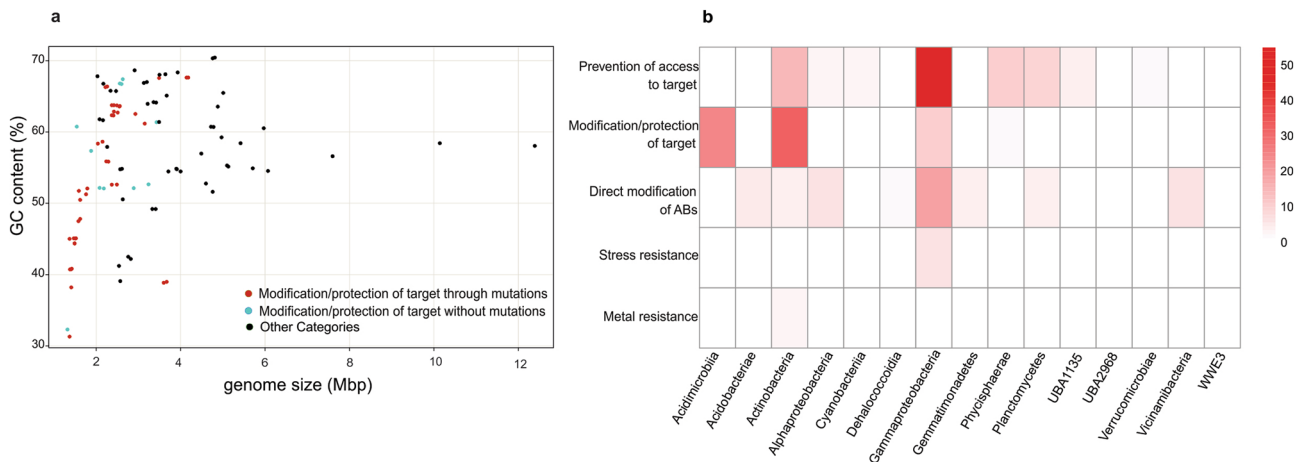 a
GC content (%)
70
60
50
40
30
2
4
6
8
10
12
genome size (Mbp)
Modification/protection of target through mutations
Modification/protection of target without mutations
Other Categories
b
Prevention of access
to target
Modification/protection
of target
Direct modification
of ABs
Stress resistance
Metal resistance
Acidimicrobiia
Acidobacteriae
Actinobacteria
Alphaproteobacteria
Cyanobacteriia
Dehalococcoidia
Gammaproteobacteria
Gemmatimonadetes
Phycisphaerae
Planctomycetes
UBA1135
UBA2968
Verrucomicrobiae
Vicinamibacteria
WWE3
50
40
30
20
10
0